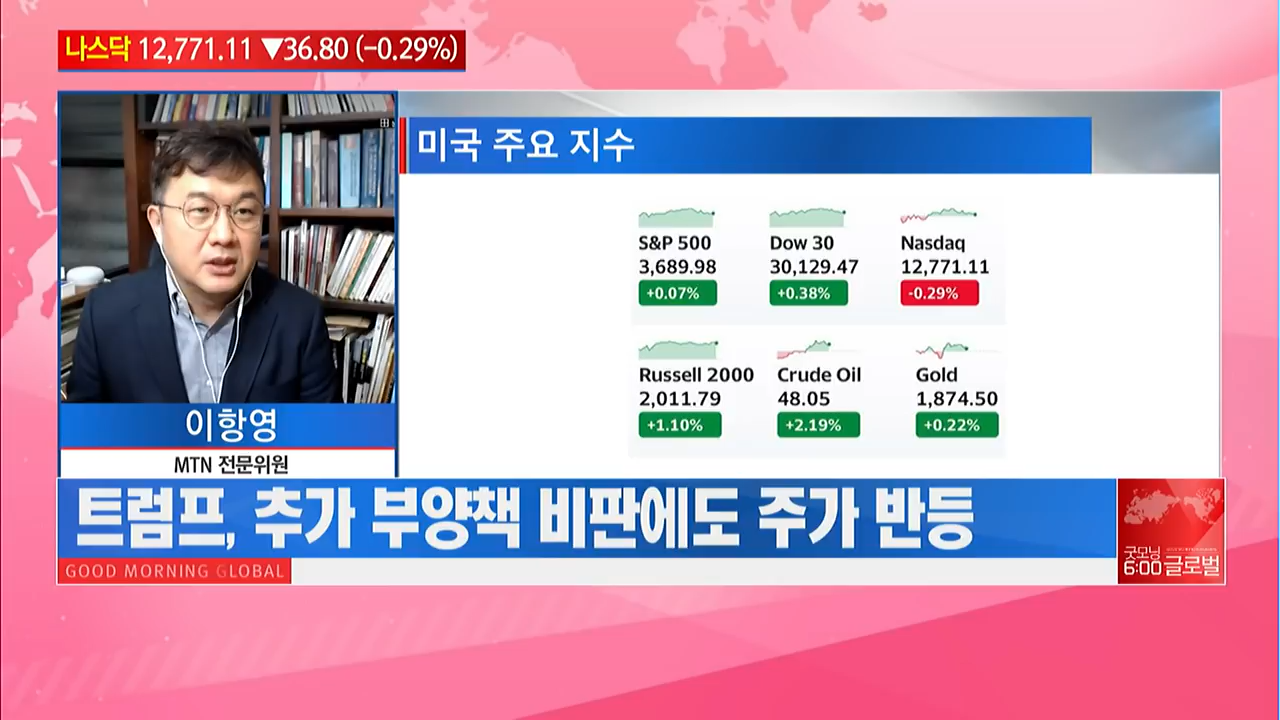 나스닥 12,771.11 ▼36.80 (-0.29%)
미국 주요 지수
S&P 500
3,689.98
+0.07%
Dow 30
30,129.47
+0.38%
Nasdaq
12,771.11
-0.29%
Russell 2000
2,011.79
+1.10%
Crude Oil
48.05
+2.19%
Gold
1,874.50
+0.22%
이항영
MTN 전문위원
트럼프, 추가 부양책 비판에도 주가 반등
GOOD MORNING GLOBAL
굿모닝
6:00 글로벌